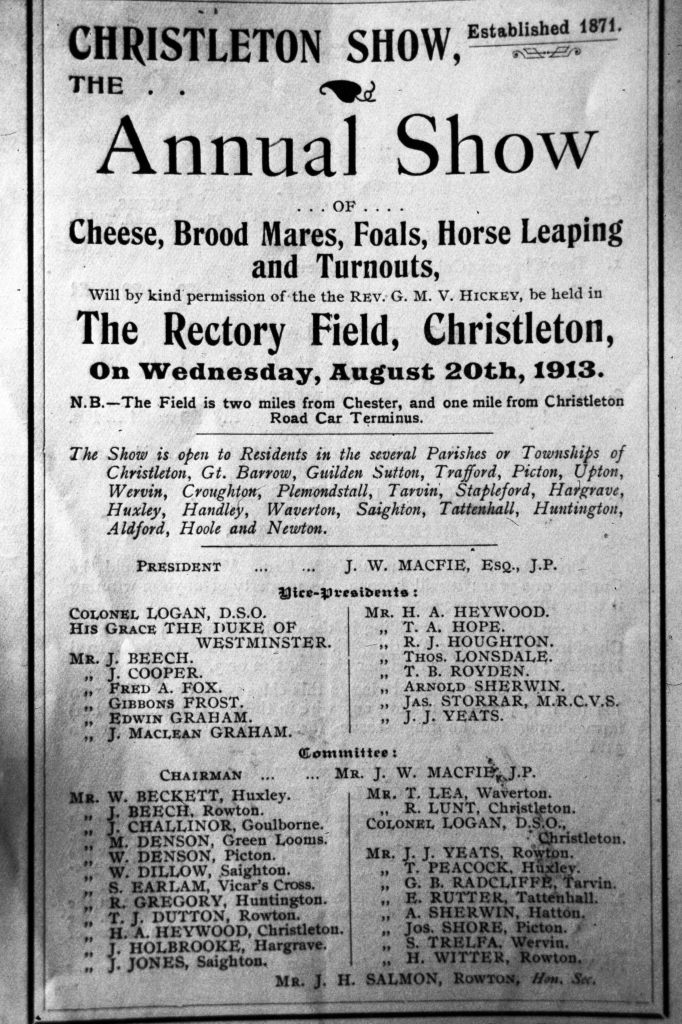 CHRISTLETON SHOW, Established 1871.
THE . .
Annual Show
. . . OF . . . .
Cheese, Brood Mares, Foals, Horse Leaping
and Turnouts,
Will by kind permission of the the REV. G. M. V. HICKEY, be held in
The Rectory Field, Christleton,
On Wednesday, August 20th, 1913.
N.B.—The Field is two miles from Chester, and one mile from Christleton
Road Car Terminus.
The Show is open to Residents in the several Parishes or Townships of
Christleton, Gt. Barrow, Guilden Sutton, Trafford, Picton, Upton,
Wervin, Croughton, Plemondstall, Tarvin, Stapleford, Hargrave,
Huxley, Handley, Waverton, Saighton, Tattenhall, Huntington,
Aldford, Hoole and Newton.
PRESIDENT ... ... J. W. MACFIE, ESQ., J.P.
Vice-Presidents:
COLONEL LOGAN, D.S.O.
HIS GRACE THE DUKE OF
WESTMINSTER.
MR. J. BEECH.
„ J. COOPER.
„ FRED A. FOX.
„ GIBBONS FROST.
„ EDWIN GRAHAM.
„ J. MACLEAN GRAHAM.
MR. H. A. HEYWOOD.
„ T. A. HOPE.
„ R. J. HOUGHTON.
„ THOS. LONSDALE.
„ T. B. ROYDEN.
„ ARNOLD SHERWIN.
„ JAS. STORRAR, M.R.C.V.S.
„ J. J. YEATS.
Committee:
CHAIRMAN ... ... MR. J. W. MACFIE, J.P.
MR. W. BECKETT, Huxley.
„ J. BEECH, Rowton.
„ J. CHALLINOR, Goulborne.
„ M. DENSON, Green Looms.
„ W. DENSON, Picton.
„ W. DILLOW, Saighton.
„ S. EARLAM, Vicar's Cross.
„ R. GREGORY, Huntington.
„ T. J. DUTTON, Rowton.
„ H. A. HEYWOOD, Christleton.
„ J. HOLBROOKE, Hargrave.
„ J. JONES, Saighton.
MR. T. LEA, Waverton.
„ R. LUNT, Christleton.
COLONEL LOGAN, D.S.O.,
Christleton.
MR. J. J. YEATS, Rowton.
„ T. PEACOCK, Huxley.
„ G. B. RADCLIFFE, Tarvin.
„ E. RUTTER, Tattenhall.
„ A. SHERWIN, Hatton.
„ JOS. SHORE, Picton.
„ S. TRELFA, Wervin.
„ H. WITTER, Rowton.
MR. J. H. SALMON, ROWTON, Hon. Sec.